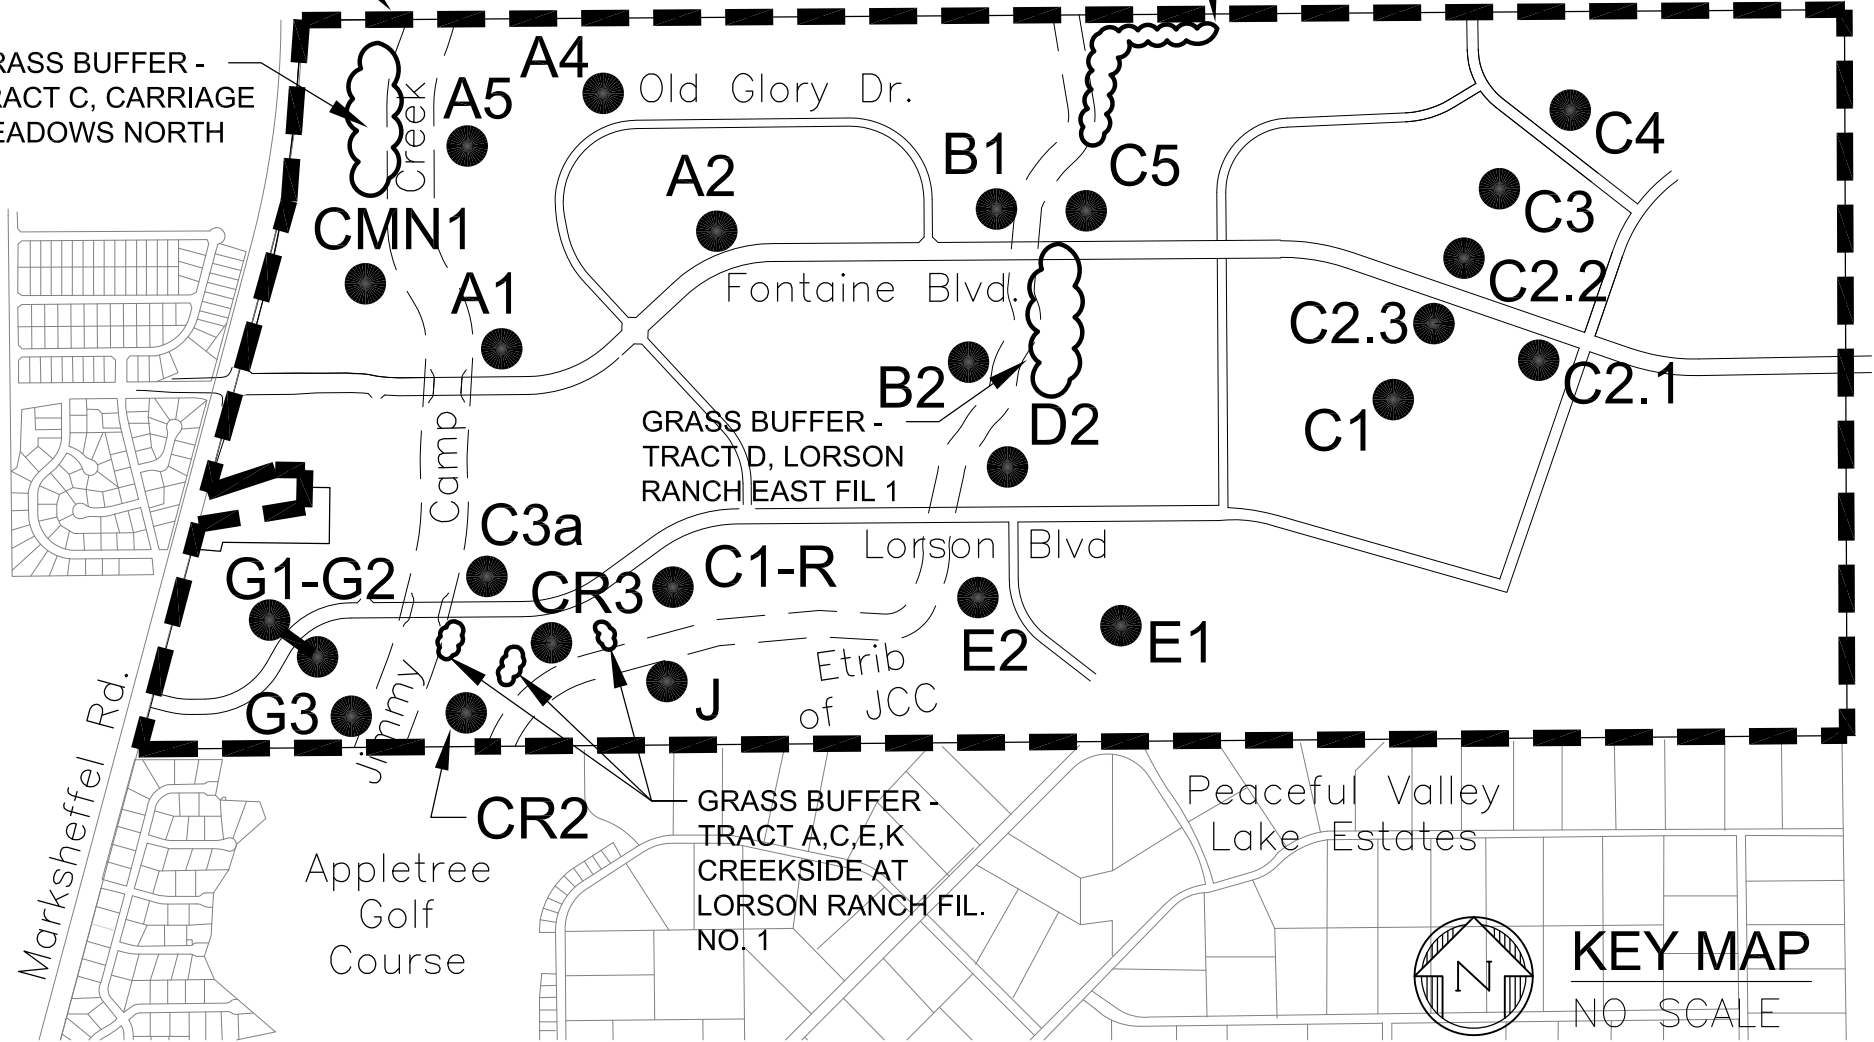 RASS BUFFER -
RACT C, CARRIAGE
EADOWS NORTH
A4
A5
Old Glory Dr.
Creek
A2
B1
C5
C4
C3
CMN1
A1
Fontaine Blvd.
C2.2
C2.3
C2.1
C1
B2
D2
GRASS BUFFER -
TRACT D, LORSON
RANCH EAST FIL 1
Camp
C3a
Lorson Blvd
G1-G2
CR3
C1-R
E2
E1
Etrib
of JCC
J
G3
Jimmy
Marksheffel Rd.
CR2
GRASS BUFFER -
TRACT A,C,E,K
CREEKSIDE AT
LORSON RANCH FIL.
NO. 1
Appletree
Golf
Course
Peaceful Valley
Lake Estates
N
KEY MAP
NO SCALE